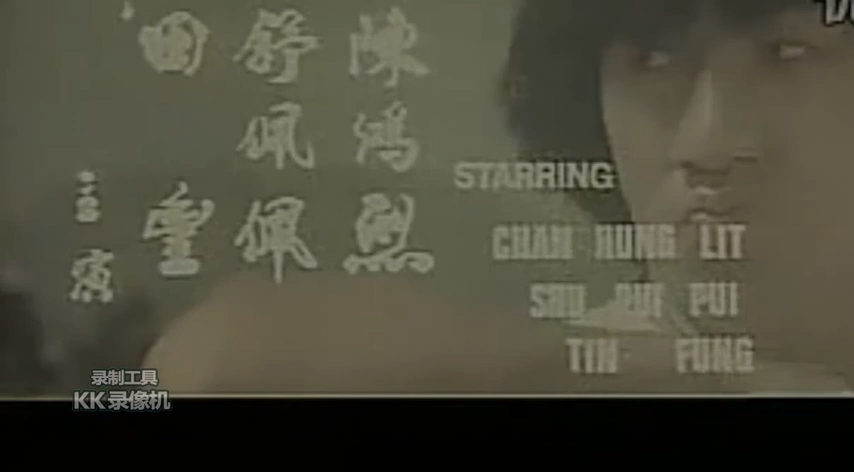 陳鴻烈
舒佩佩
田豐
主演
STARRING
CHAN HUNG LIT
SHU PUI PUI
TIN FUNG
录制工具
KK录像机